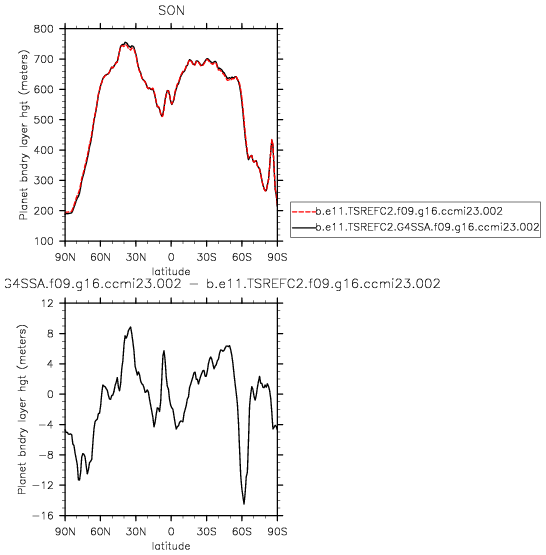 SON
800
700
600
500
400
300
200
100
Planet bndry layer hgt (meters)
90N 60N 30N 0 30S 60S 90S
latitude
b.e11.TSREFC2.f09.g16.ccmi23.002
b.e11.TSREFC2.G4SSA.f09.g16.ccmi23.002
G4SSA.f09.g16.ccmi23.002 - b.e11.TSREFC2.f09.g16.ccmi23.002
12
8
4
0
-4
-8
-12
-16
Planet bndry layer hgt (meters)
90N 60N 30N 0 30S 60S 90S
latitude